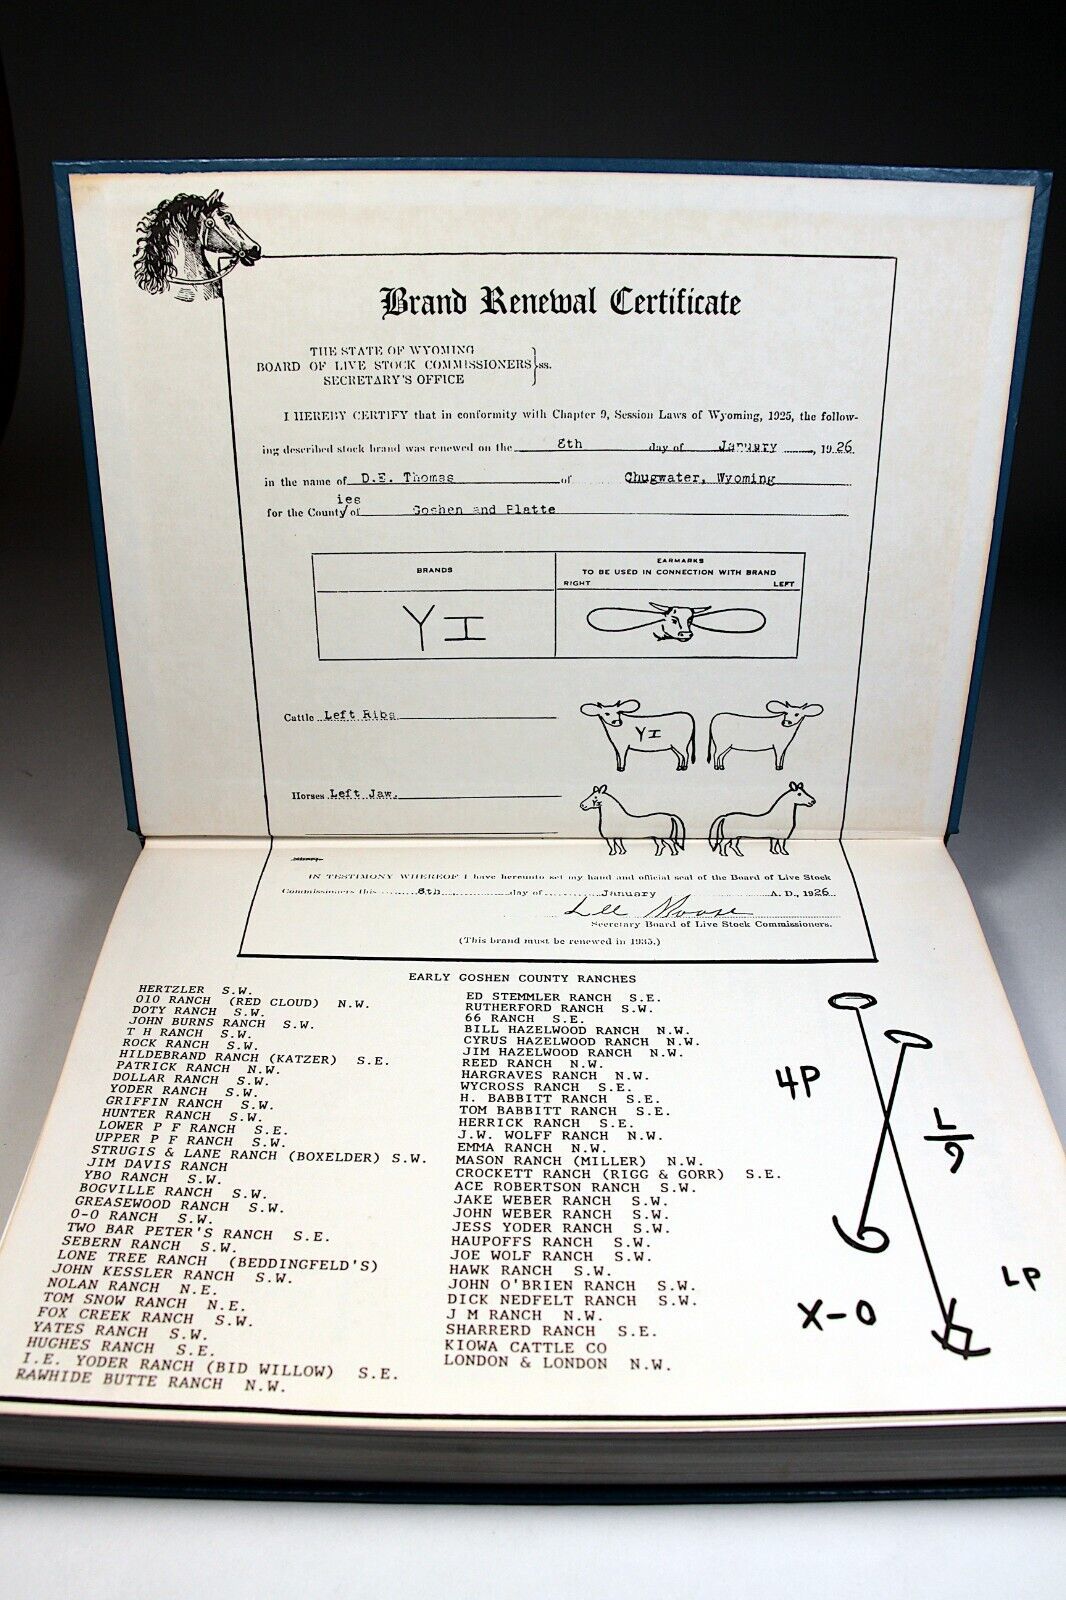 Brand Renewal Certificate
THE STATE OF WYOMING
BOARD OF LIVE STOCK COMMISSIONERS } ss.
SECRETARY'S OFFICE
I HEREBY CERTIFY that in conformity with Chapter 9, Session Laws of Wyoming, 1925, the follow-
ing described stock brand was renewed on the 8th day of January, 1926
in the name of D.E. Thomas of Chugwater, Wyoming
ies
for the County/of Goshen and Platte
BRANDS
EARMARKS
TO BE USED IN CONNECTION WITH BRAND
RIGHT LEFT
Y I
Cattle Left Ribs
Y I
Horses Left Jaw.
IN TESTIMONY WHEREOF I have hereunto set my hand and official seal of the Board of Live Stock
Commissioners this 8th day of January A. D., 1926
Lee Moore
Secretary Board of Live Stock Commissioners.
(This brand must be renewed in 1935.)
EARLY GOSHEN COUNTY RANCHES
HERTZLER S.W.
010 RANCH (RED CLOUD) N.W.
DOTY RANCH S.W.
JOHN BURNS RANCH S.W.
T H RANCH S.W.
ROCK RANCH S.W.
HILDEBRAND RANCH (KATZER) S.E.
PATRICK RANCH N.W.
DOLLAR RANCH S.W.
YODER RANCH S.W.
GRIFFIN RANCH S.W.
HUNTER RANCH S.W.
LOWER P F RANCH S.E.
UPPER P F RANCH S.W.
STRUGIS & LANE RANCH (BOXELDER) S.W.
JIM DAVIS RANCH
YBO RANCH S.W.
BOGVILLE RANCH S.W.
GREASEWOOD RANCH S.W.
0-0 RANCH S.W.
TWO BAR PETER'S RANCH S.E.
SEBERN RANCH S.W.
LONE TREE RANCH (BEDDINGFELD'S)
JOHN KESSLER RANCH S.W.
NOLAN RANCH N.E.
TOM SNOW RANCH N.E.
FOX CREEK RANCH S.W.
YATES RANCH S.W.
HUGHES RANCH S.E.
I.E. YODER RANCH (BID WILLOW) S.E.
RAWHIDE BUTTE RANCH N.W.
ED STEMMLER RANCH S.E.
RUTHERFORD RANCH S.W.
66 RANCH S.E.
BILL HAZELWOOD RANCH N.W.
CYRUS HAZELWOOD RANCH N.W.
JIM HAZELWOOD RANCH N.W.
REED RANCH N.W.
HARGRAVES RANCH N.W.
WYCROSS RANCH S.E.
H. BABBITT RANCH S.E.
TOM BABBITT RANCH S.E.
HERRICK RANCH S.E.
J.W. WOLFF RANCH N.W.
EMMA RANCH N.W.
MASON RANCH (MILLER) N.W.
CROCKETT RANCH (RIGG & GORR) S.E.
ACE ROBERTSON RANCH S.W.
JAKE WEBER RANCH S.W.
JOHN WEBER RANCH S.W.
JESS YODER RANCH S.W.
HAUPOFFS RANCH S.W.
JOE WOLF RANCH S.W.
HAWK RANCH S.W.
JOHN O'BRIEN RANCH S.W.
DICK NEDFELT RANCH S.W.
J M RANCH N.W.
SHARRERD RANCH S.E.
KIOWA CATTLE CO
LONDON & LONDON N.W.
4P
L
9
LP
X-O